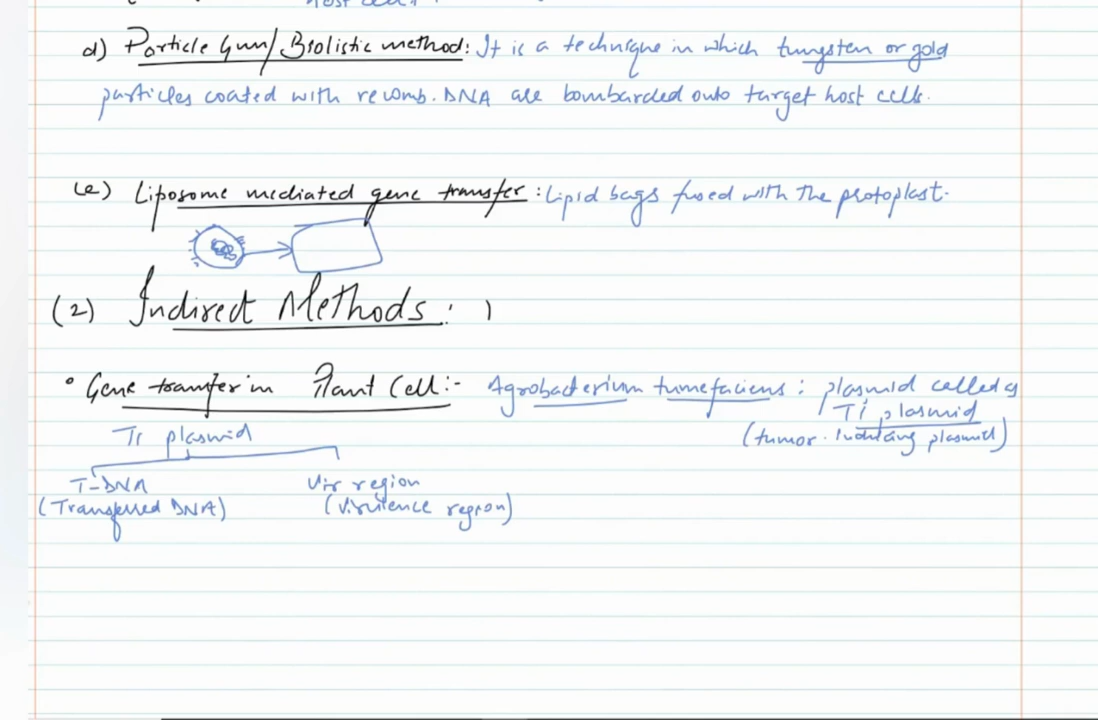 d) Particle Gun/Biolistic method: It is a technique in which tungsten or gold
particles coated with recomb. DNA are bombarded onto target host cells.
(e) Liposome mediated gene transfer: Lipid bags fused with the protoplast.
(2) Indirect Methods:
• Gene transfer in Plant Cell:- Agrobacterium tumefaciens: plasmid called as
Ti plasmid
(tumor. Inducing plasmid)
Ti plasmid
T-DNA Vir region
(Transferred DNA) (Virulence region)